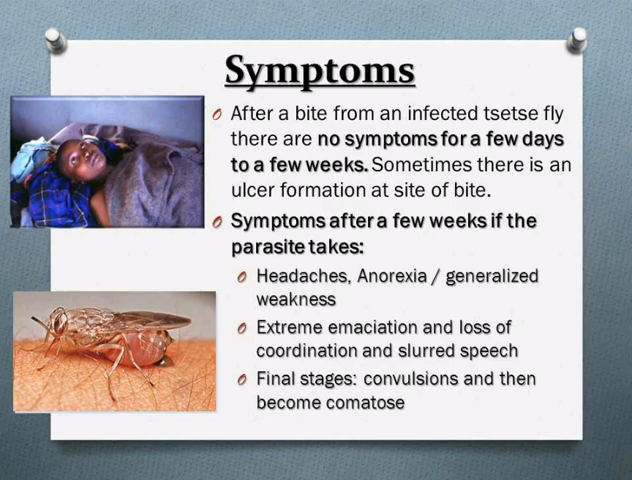 Symptoms
After a bite from an infected tsetse fly
there are no symptoms for a few days
to a few weeks. Sometimes there is an
ulcer formation at site of bite.
Symptoms after a few weeks if the
parasite takes:
Headaches, Anorexia / generalized
weakness
Extreme emaciation and loss of
coordination and slurred speech
Final stages: convulsions and then
become comatose